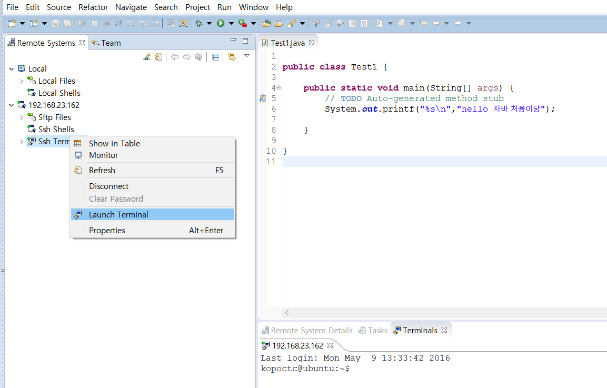 File Edit Source Refactor Navigate Search Project Run Window Help
Remote Systems Team
Local
Local Files
Local Shells
192.168.23.162
Sftp Files
Ssh Shells
Ssh Term
Show In Table
Monitor
Refresh F5
Disconnect
Clear Password
Launch Terminal
Properties Alt+Enter
Test1.java
1
2 public class Test1 {
3
4 public static void main(String[] args) {
5 // TODO Auto-generated method stub
6 System.out.printf("%s\n","hello 자바 처음이당");
7
8 }
9
10 }
11
Remote System Details Tasks Terminals
192.168.23.162
Last login: Mon May  9 13:33:42 2016
kopoctc@ubuntu:~$